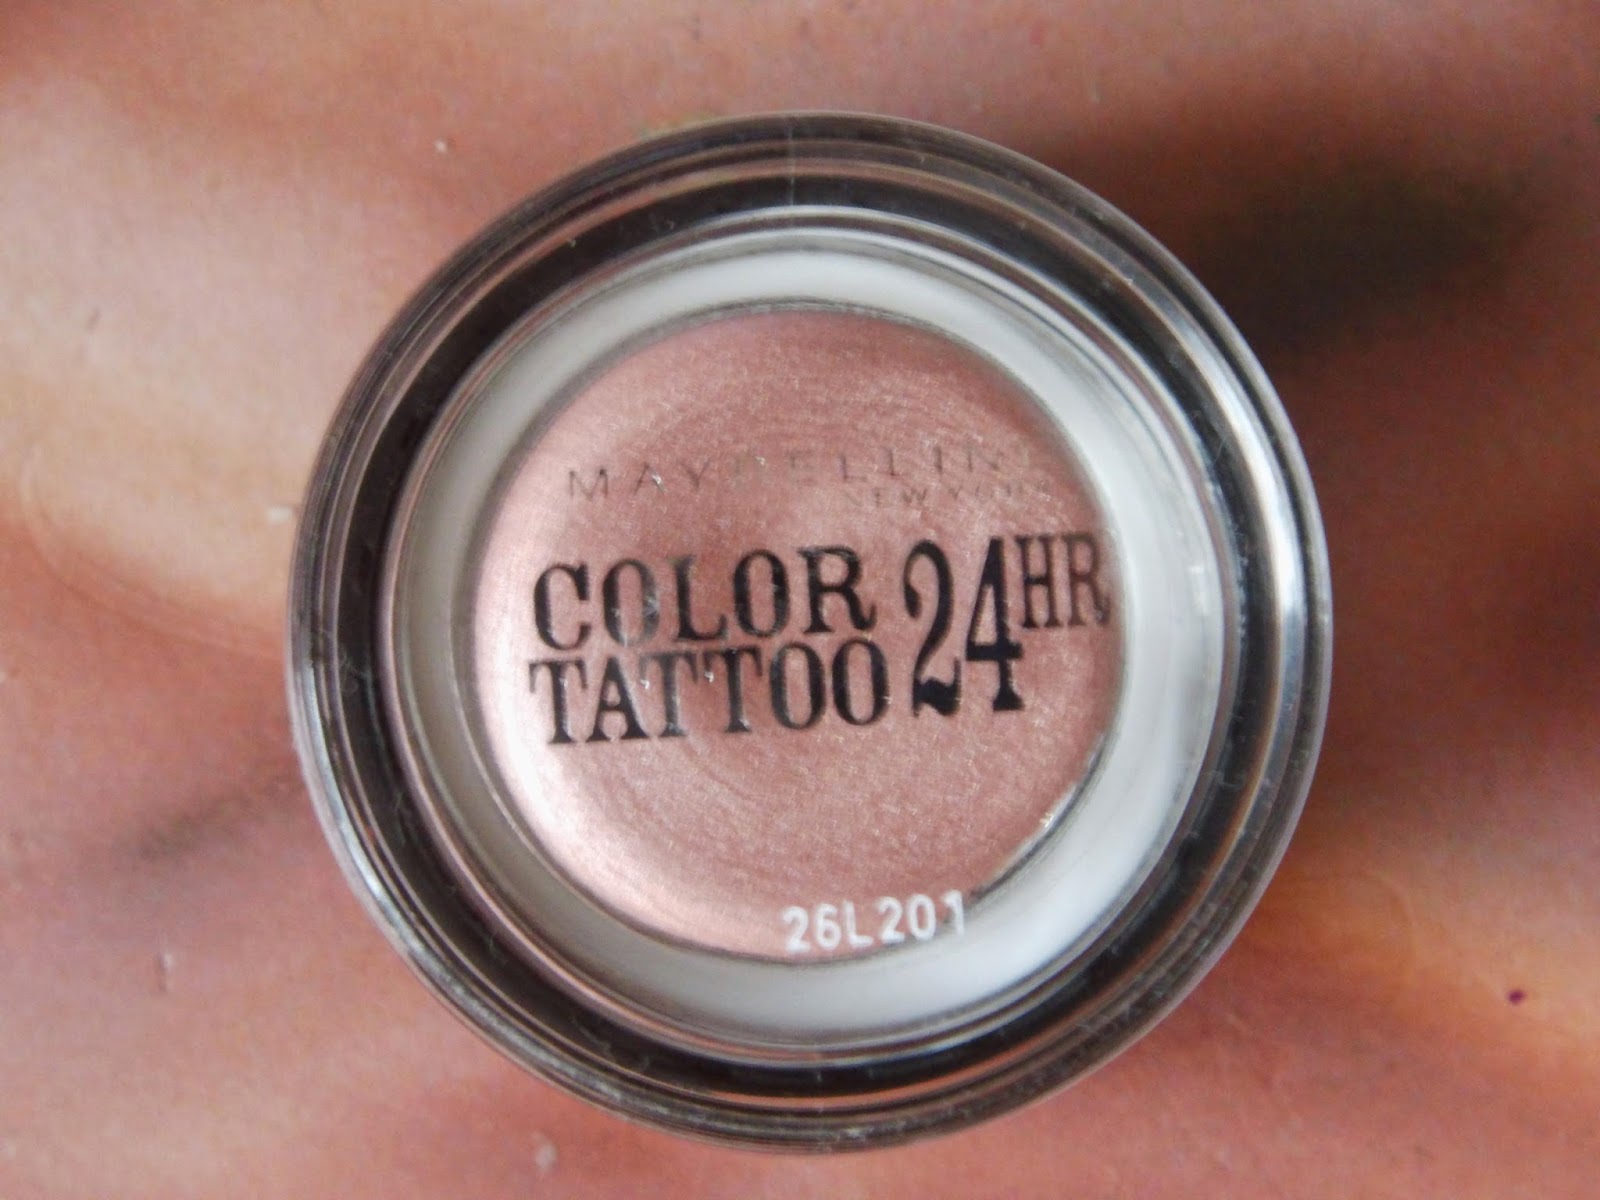 MAYBELLINE
NEW YORK
COLOR
TATTOO 24HR
26L201